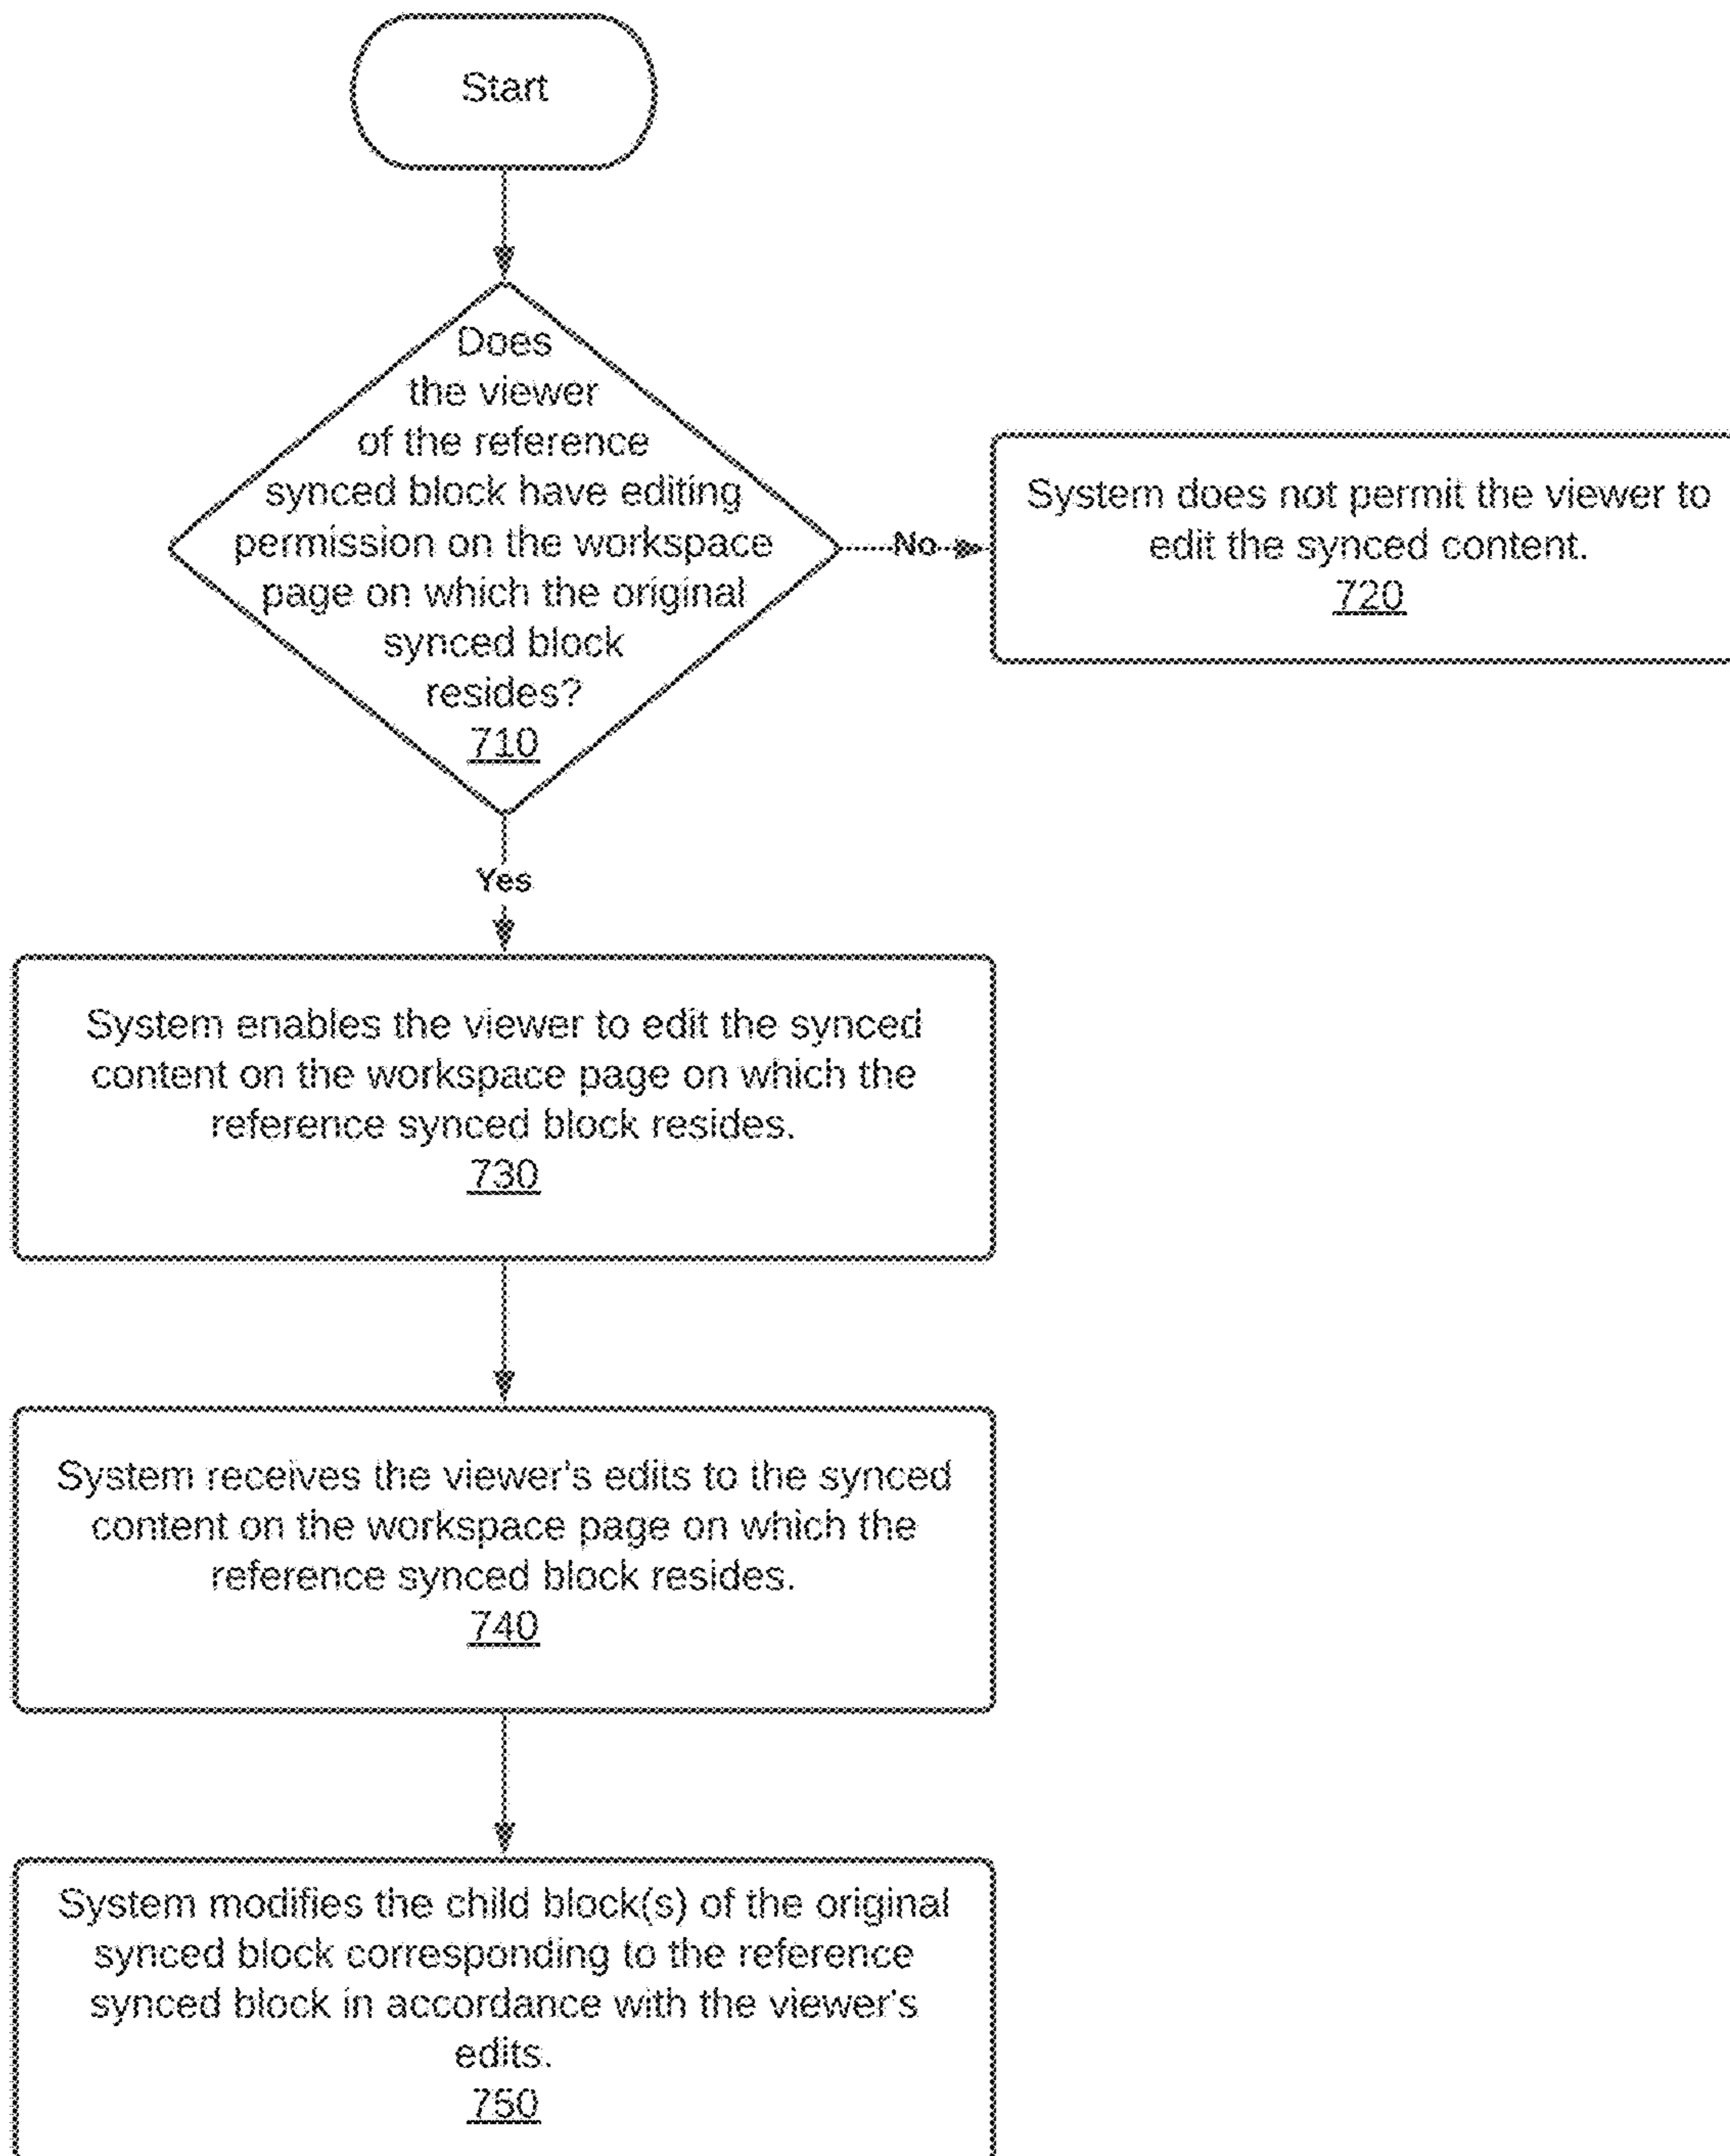 Start
Does
the viewer
of the reference
synced block have editing
permission on the workspace
page on which the original
synced block
resides?
710
No
System does not permit the viewer to
edit the synced content.
720
Yes
System enables the viewer to edit the synced
content on the workspace page on which the
reference synced block resides.
730
System receives the viewer's edits to the synced
content on the workspace page on which the
reference synced block resides.
740
System modifies the child block(s) of the original
synced block corresponding to the reference
synced block in accordance with the viewer's
edits.
750